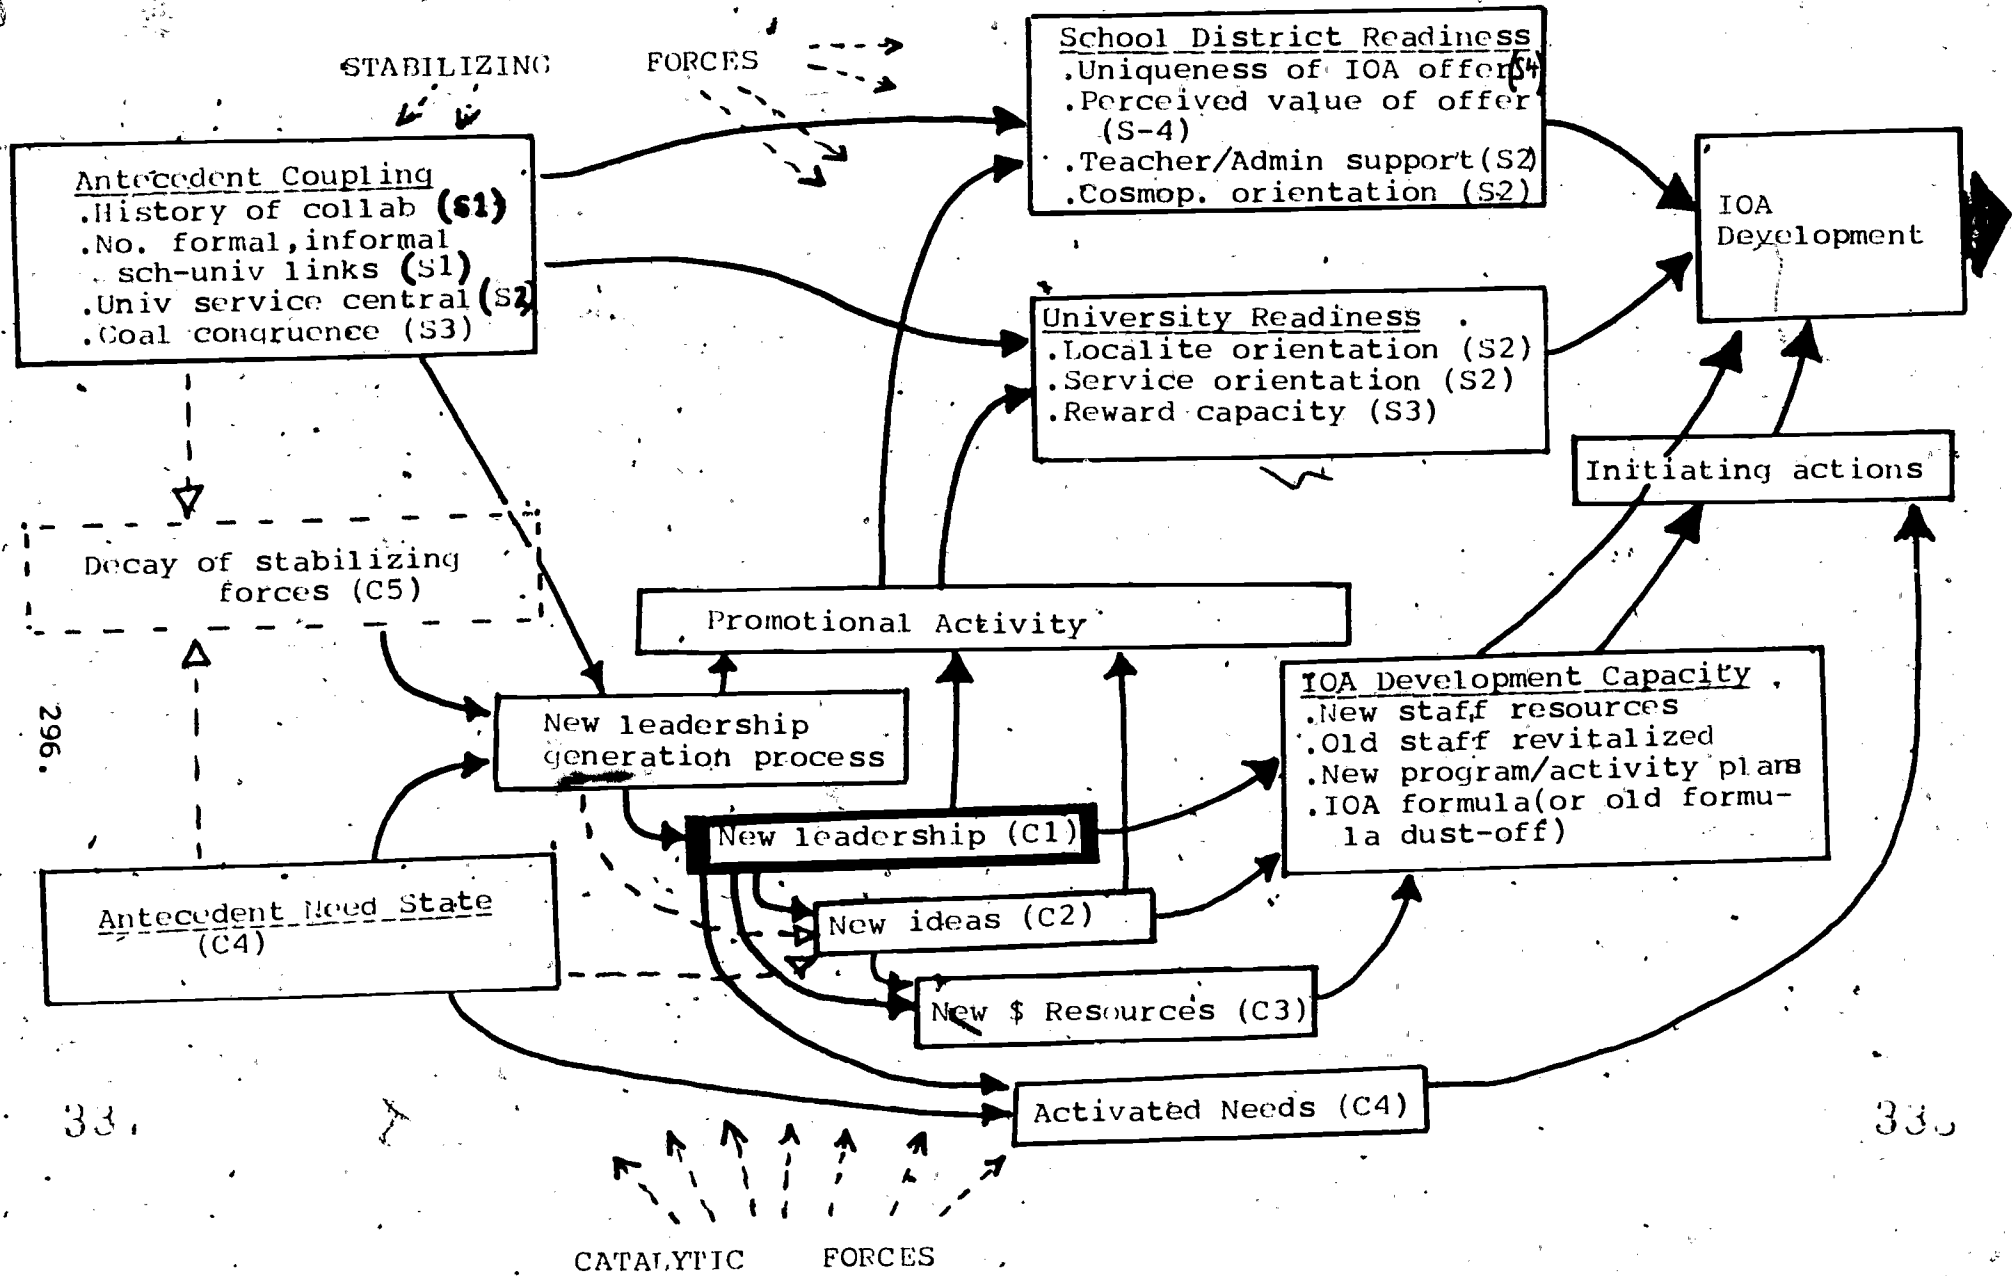 STABILIZING FORCES
School District Readiness
.Uniqueness of IOA offer(S4)
.Perceived value of offer
(S-4)
.Teacher/Admin support(S2)
.Cosmop. orientation (S2)
Antecedent Coupling
.History of collab (S1)
.No. formal,informal
sch-univ links (S1)
.Univ service central(S2)
.Goal congruence (S3)
IOA
Development
University Readiness
.Localite orientation (S2)
.Service orientation (S2)
.Reward capacity (S3)
Initiating actions
Decay of stabilizing
forces (C5)
Promotional Activity
New leadership
generation process
IOA Development Capacity
.New staff resources
.Old staff revitalized
.New program/activity plans
.IOA formula(or old formu-
la dust-off)
296.
New leadership (C1)
Antecedent Need State
(C4)
New ideas (C2)
New $ Resources (C3)
Activated Needs (C4)
CATALYTIC FORCES